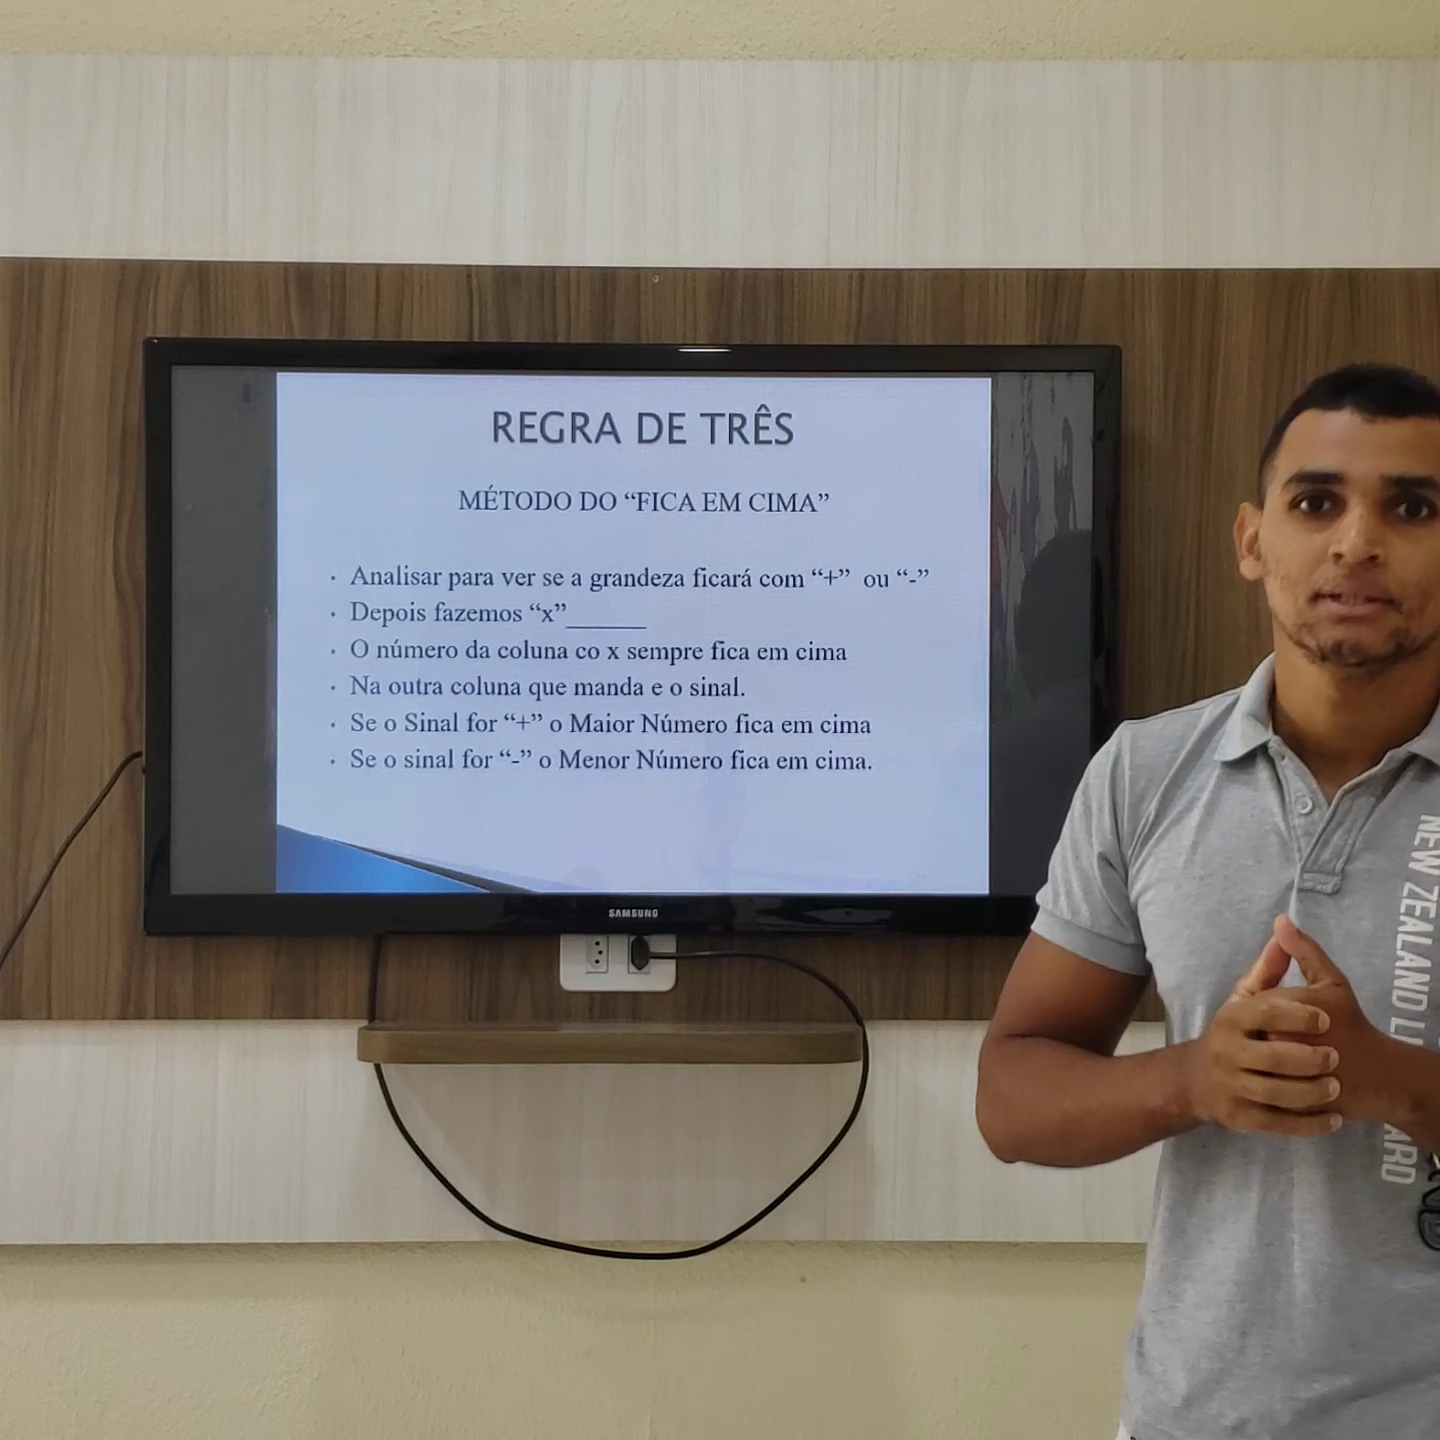 REGRA DE TRÊS
MÉTODO DO “FICA EM CIMA”
· Analisar para ver se a grandeza ficará com “+” ou “-”
· Depois fazemos “x”______
· O número da coluna co x sempre fica em cima
· Na outra coluna que manda e o sinal.
· Se o Sinal for “+” o Maior Número fica em cima
· Se o sinal for “-” o Menor Número fica em cima.
SAMSUNG
NEW ZEALAND